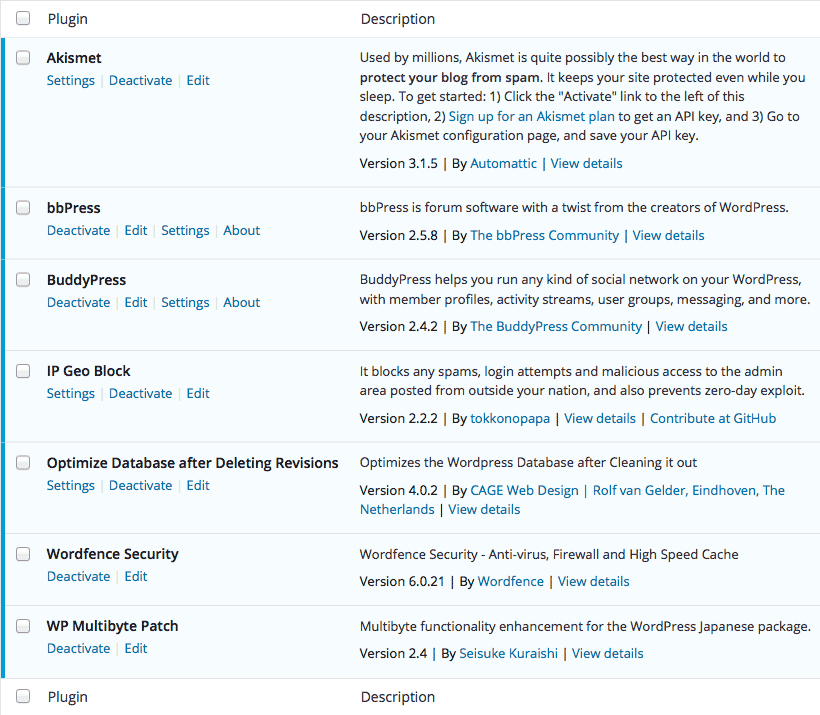 Plugin Description
Akismet
Settings | Deactivate | Edit
Used by millions, Akismet is quite possibly the best way in the world to
protect your blog from spam. It keeps your site protected even while you
sleep. To get started: 1) Click the "Activate" link to the left of this
description, 2) Sign up for an Akismet plan to get an API key, and 3) Go to
your Akismet configuration page, and save your API key.
Version 3.1.5 | By Automattic | View details
bbPress
Deactivate | Edit | Settings | About
bbPress is forum software with a twist from the creators of WordPress.
Version 2.5.8 | By The bbPress Community | View details
BuddyPress
Deactivate | Edit | Settings | About
BuddyPress helps you run any kind of social network on your WordPress,
with member profiles, activity streams, user groups, messaging, and more.
Version 2.4.2 | By The BuddyPress Community | View details
IP Geo Block
Settings | Deactivate | Edit
It blocks any spams, login attempts and malicious access to the admin
area posted from outside your nation, and also prevents zero-day exploit.
Version 2.2.2 | By tokkonopapa | View details | Contribute at GitHub
Optimize Database after Deleting Revisions
Settings | Deactivate | Edit
Optimizes the Wordpress Database after Cleaning it out
Version 4.0.2 | By CAGE Web Design | Rolf van Gelder, Eindhoven, The
Netherlands | View details
Wordfence Security
Deactivate | Edit
Wordfence Security - Anti-virus, Firewall and High Speed Cache
Version 6.0.21 | By Wordfence | View details
WP Multibyte Patch
Deactivate | Edit
Multibyte functionality enhancement for the WordPress Japanese package.
Version 2.4 | By Seisuke Kuraishi | View details
Plugin Description